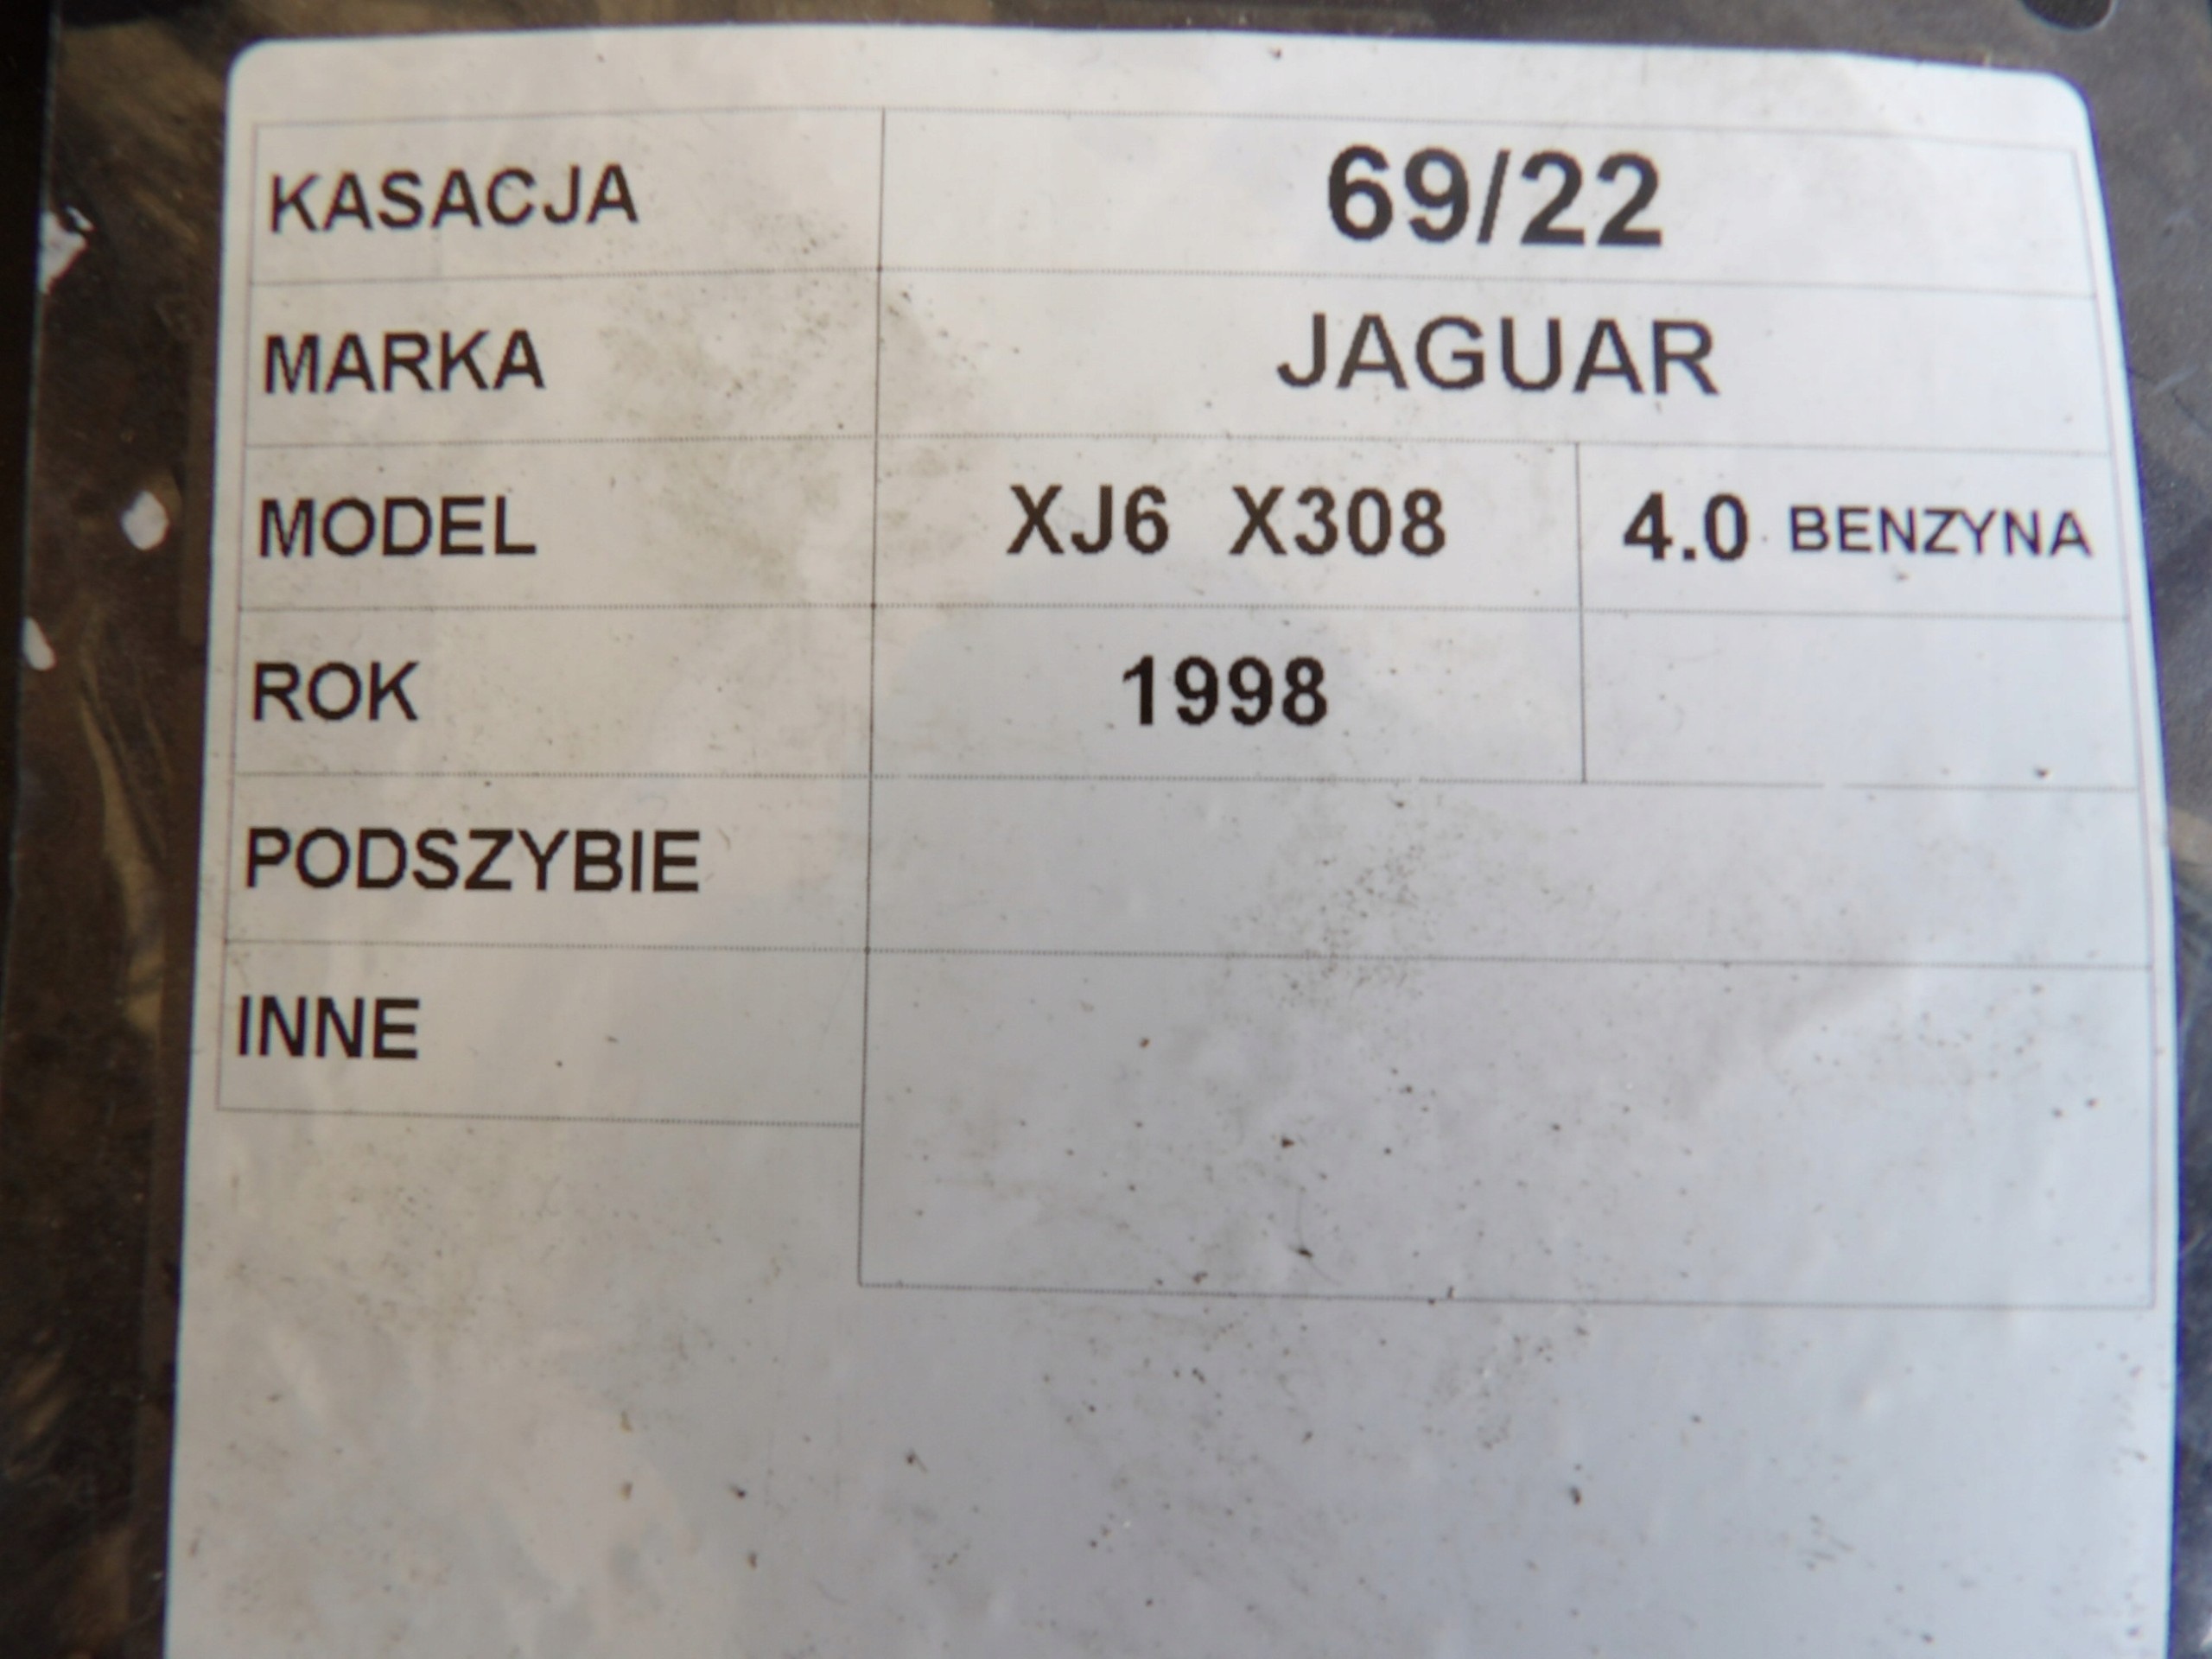 KASACJA 69/22
MARKA JAGUAR
MODEL XJ6 X308 4.0 BENZYNA
ROK 1998
PODSZYBIE
INNE